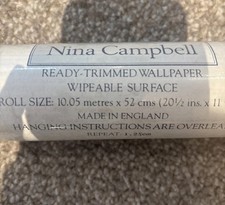 Nina Campbell
READY-TRIMMED WALLPAPER
WIPEABLE SURFACE
ROLL SIZE: 10.05 metres x 52 cms (20½ ins. x 11
MADE IN ENGLAND
HANGING INSTRUCTIONS ARE OVERLEA
REPEAT: